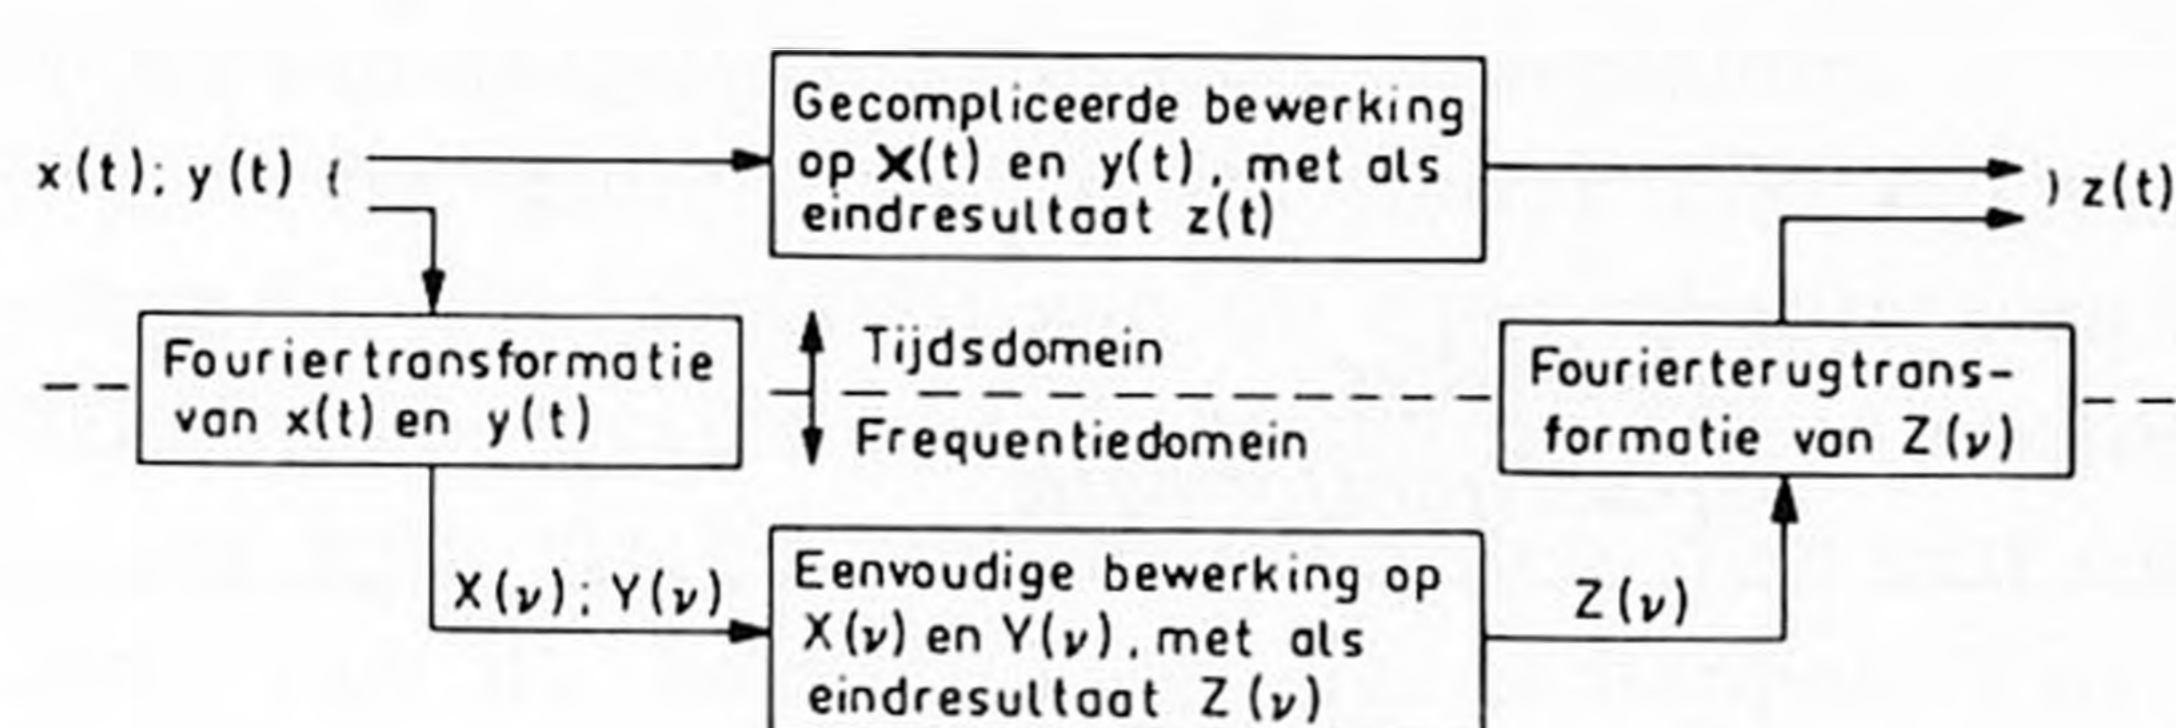 Gecompliceerde bewerking
op X(t) en y(t), met als
eindresultaat z(t)
x(t); y(t) (
) z(t)
Fouriertransformatie
van x(t) en y(t)
Tijdsdomein
Frequentiedomein
Fourierterugtrans-
formatie van Z(ν)
X(ν); Y(ν)
Eenvoudige bewerking op
X(ν) en Y(ν), met als
eindresultaat Z(ν)
Z(ν)